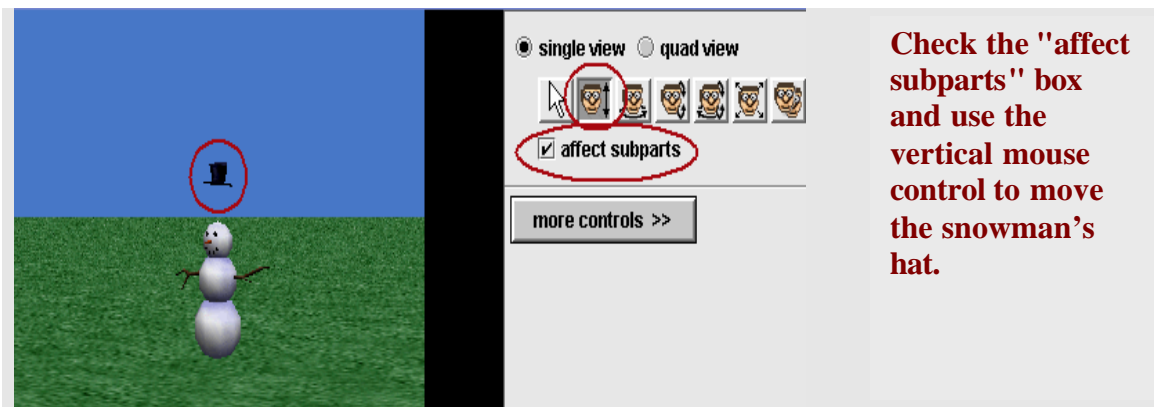 single view quad view
affect subparts
more controls >>
Check the "affect
subparts" box
and use the
vertical mouse
control to move
the snowman’s
hat.